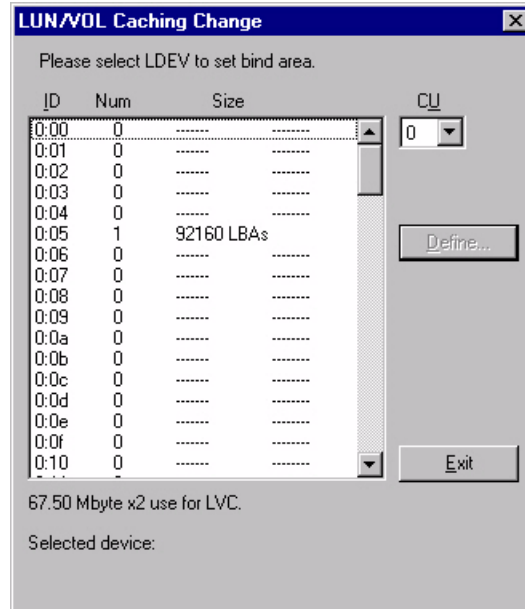 LUN/VOL Caching Change
Please select LDEV to set bind area.
ID Num Size CU
0:00 0 ------ ------- 0
0:01 0 ------ -------
0:02 0 ------ -------
0:03 0 ------ -------
0:04 0 ------ -------
0:05 1 92160 LBAs
0:06 0 ------ -------
0:07 0 ------ -------
0:08 0 ------ -------
0:09 0 ------ -------
0:0a 0 ------ -------
0:0b 0 ------ -------
0:0c 0 ------ -------
0:0d 0 ------ -------
0:0e 0 ------ -------
0:0f 0 ------ -------
0:10 0 ------ -------
Define...
Exit
67.50 Mbyte x2 use for LVC.
Selected device: